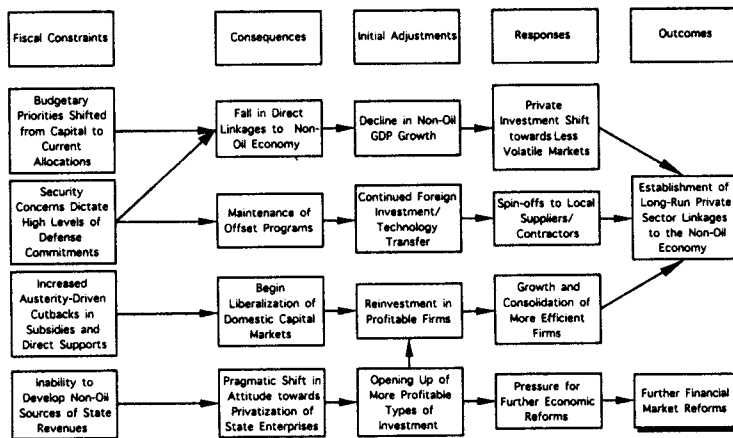 Fiscal Constraints
Consequences
Initial Adjustments
Responses
Outcomes
Budgetary
Priorities Shifted
from Capital to
Current
Allocations
Fall in Direct
Linkages to Non-
Oil Economy
Decline in Non-Oil
GDP Growth
Private
Investment Shift
towards Less
Volatile Markets
Security
Concerns Dictate
High Levels of
Defense
Commitments
Maintenance of
Offset Programs
Continued Foreign
Investment/
Technology
Transfer
Spin-offs to Local
Suppliers/
Contractors
Establishment of
Long-Run Private
Sector Linkages
to the Non-Oil
Economy
Increased
Austerity-Driven
Cutbacks in
Subsidies and
Direct Supports
Begin
Liberalization of
Domestic Capital
Markets
Reinvestment in
Profitable Firms
Growth and
Consolidation of
More Efficient
Firms
Inability to
Develop Non-Oil
Sources of State
Revenues
Pragmatic Shift in
Attitude towards
Privatization of
State Enterprises
Opening Up of
More Profitable
Types of
Investment
Pressure for
Further Economic
Reforms
Further Financial
Market Reforms